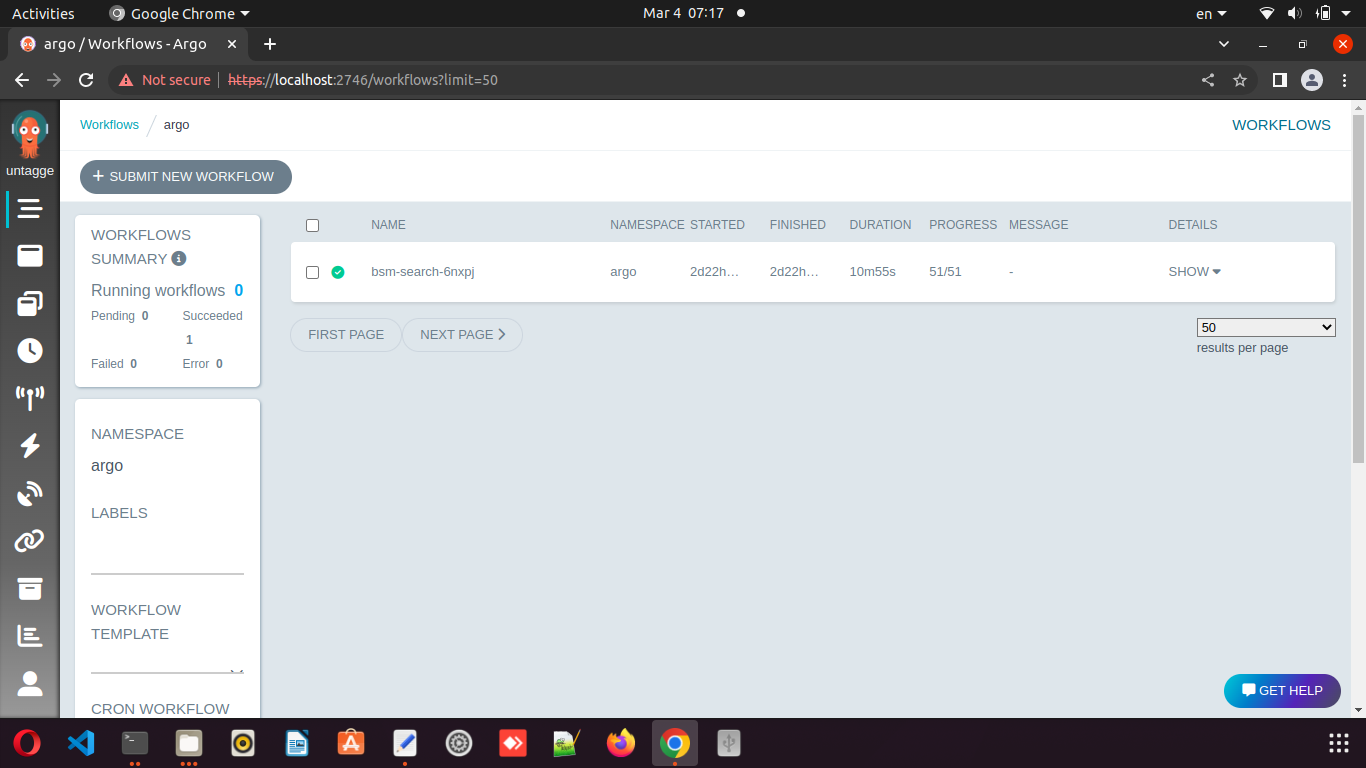 Activities
Google Chrome
Mar 4 07:17
en
argo / Workflows - Argo
Not secure
https://localhost:2746/workflows?limit=50
untagge
Workflows
argo
WORKFLOWS
+ SUBMIT NEW WORKFLOW
WORKFLOWS
SUMMARY
Running workflows 0
Pending 0
Succeeded
1
Failed 0
Error 0
NAME NAMESPACE STARTED FINISHED DURATION PROGRESS MESSAGE DETAILS
bsm-search-6nxpj argo 2d22h… 2d22h… 10m55s 51/51 - SHOW
FIRST PAGE
NEXT PAGE
50
results per page
NAMESPACE
argo
LABELS
WORKFLOW
TEMPLATE
CRON WORKFLOW
GET HELP